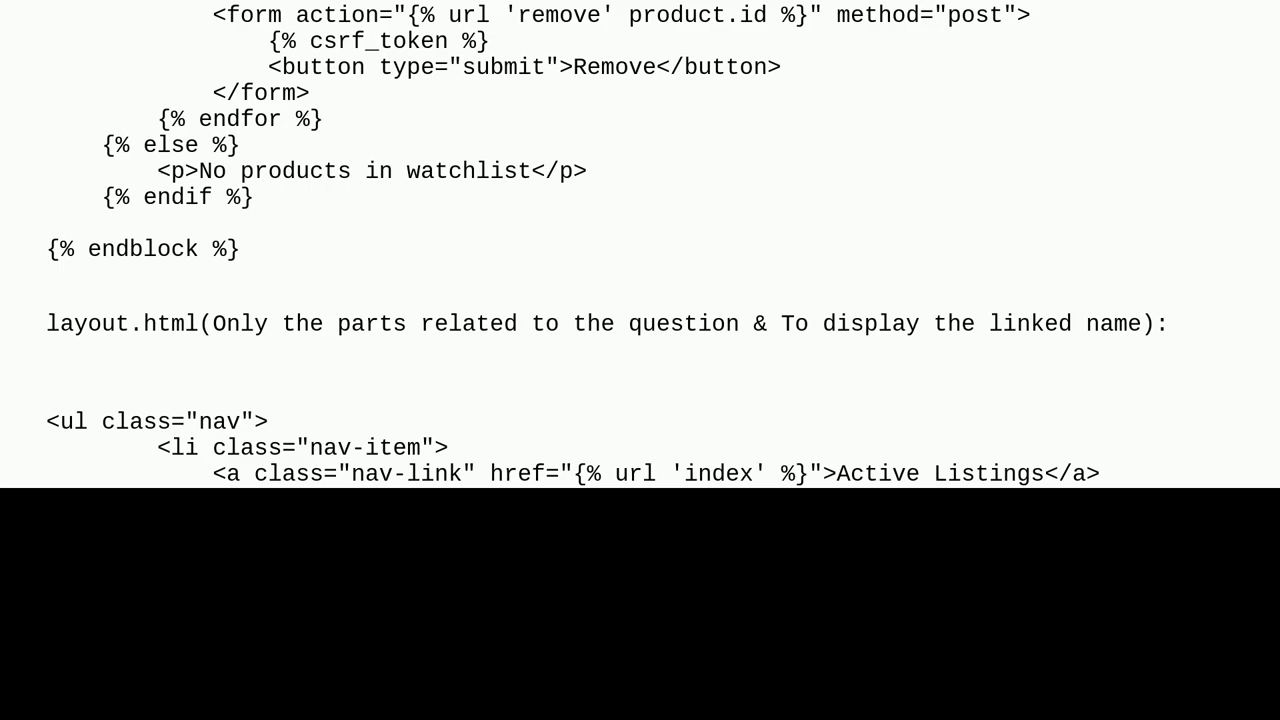 <form action="{% url 'remove' product.id %}" method="post">
{% csrf_token %}
<button type="submit">Remove</button>
</form>
{% endfor %}
{% else %}
<p>No products in watchlist</p>
{% endif %}
{% endblock %}
layout.html(Only the parts related to the question & To display the linked name):
<ul class="nav">
<li class="nav-item">
<a class="nav-link" href="{% url 'index' %}">Active Listings</a>